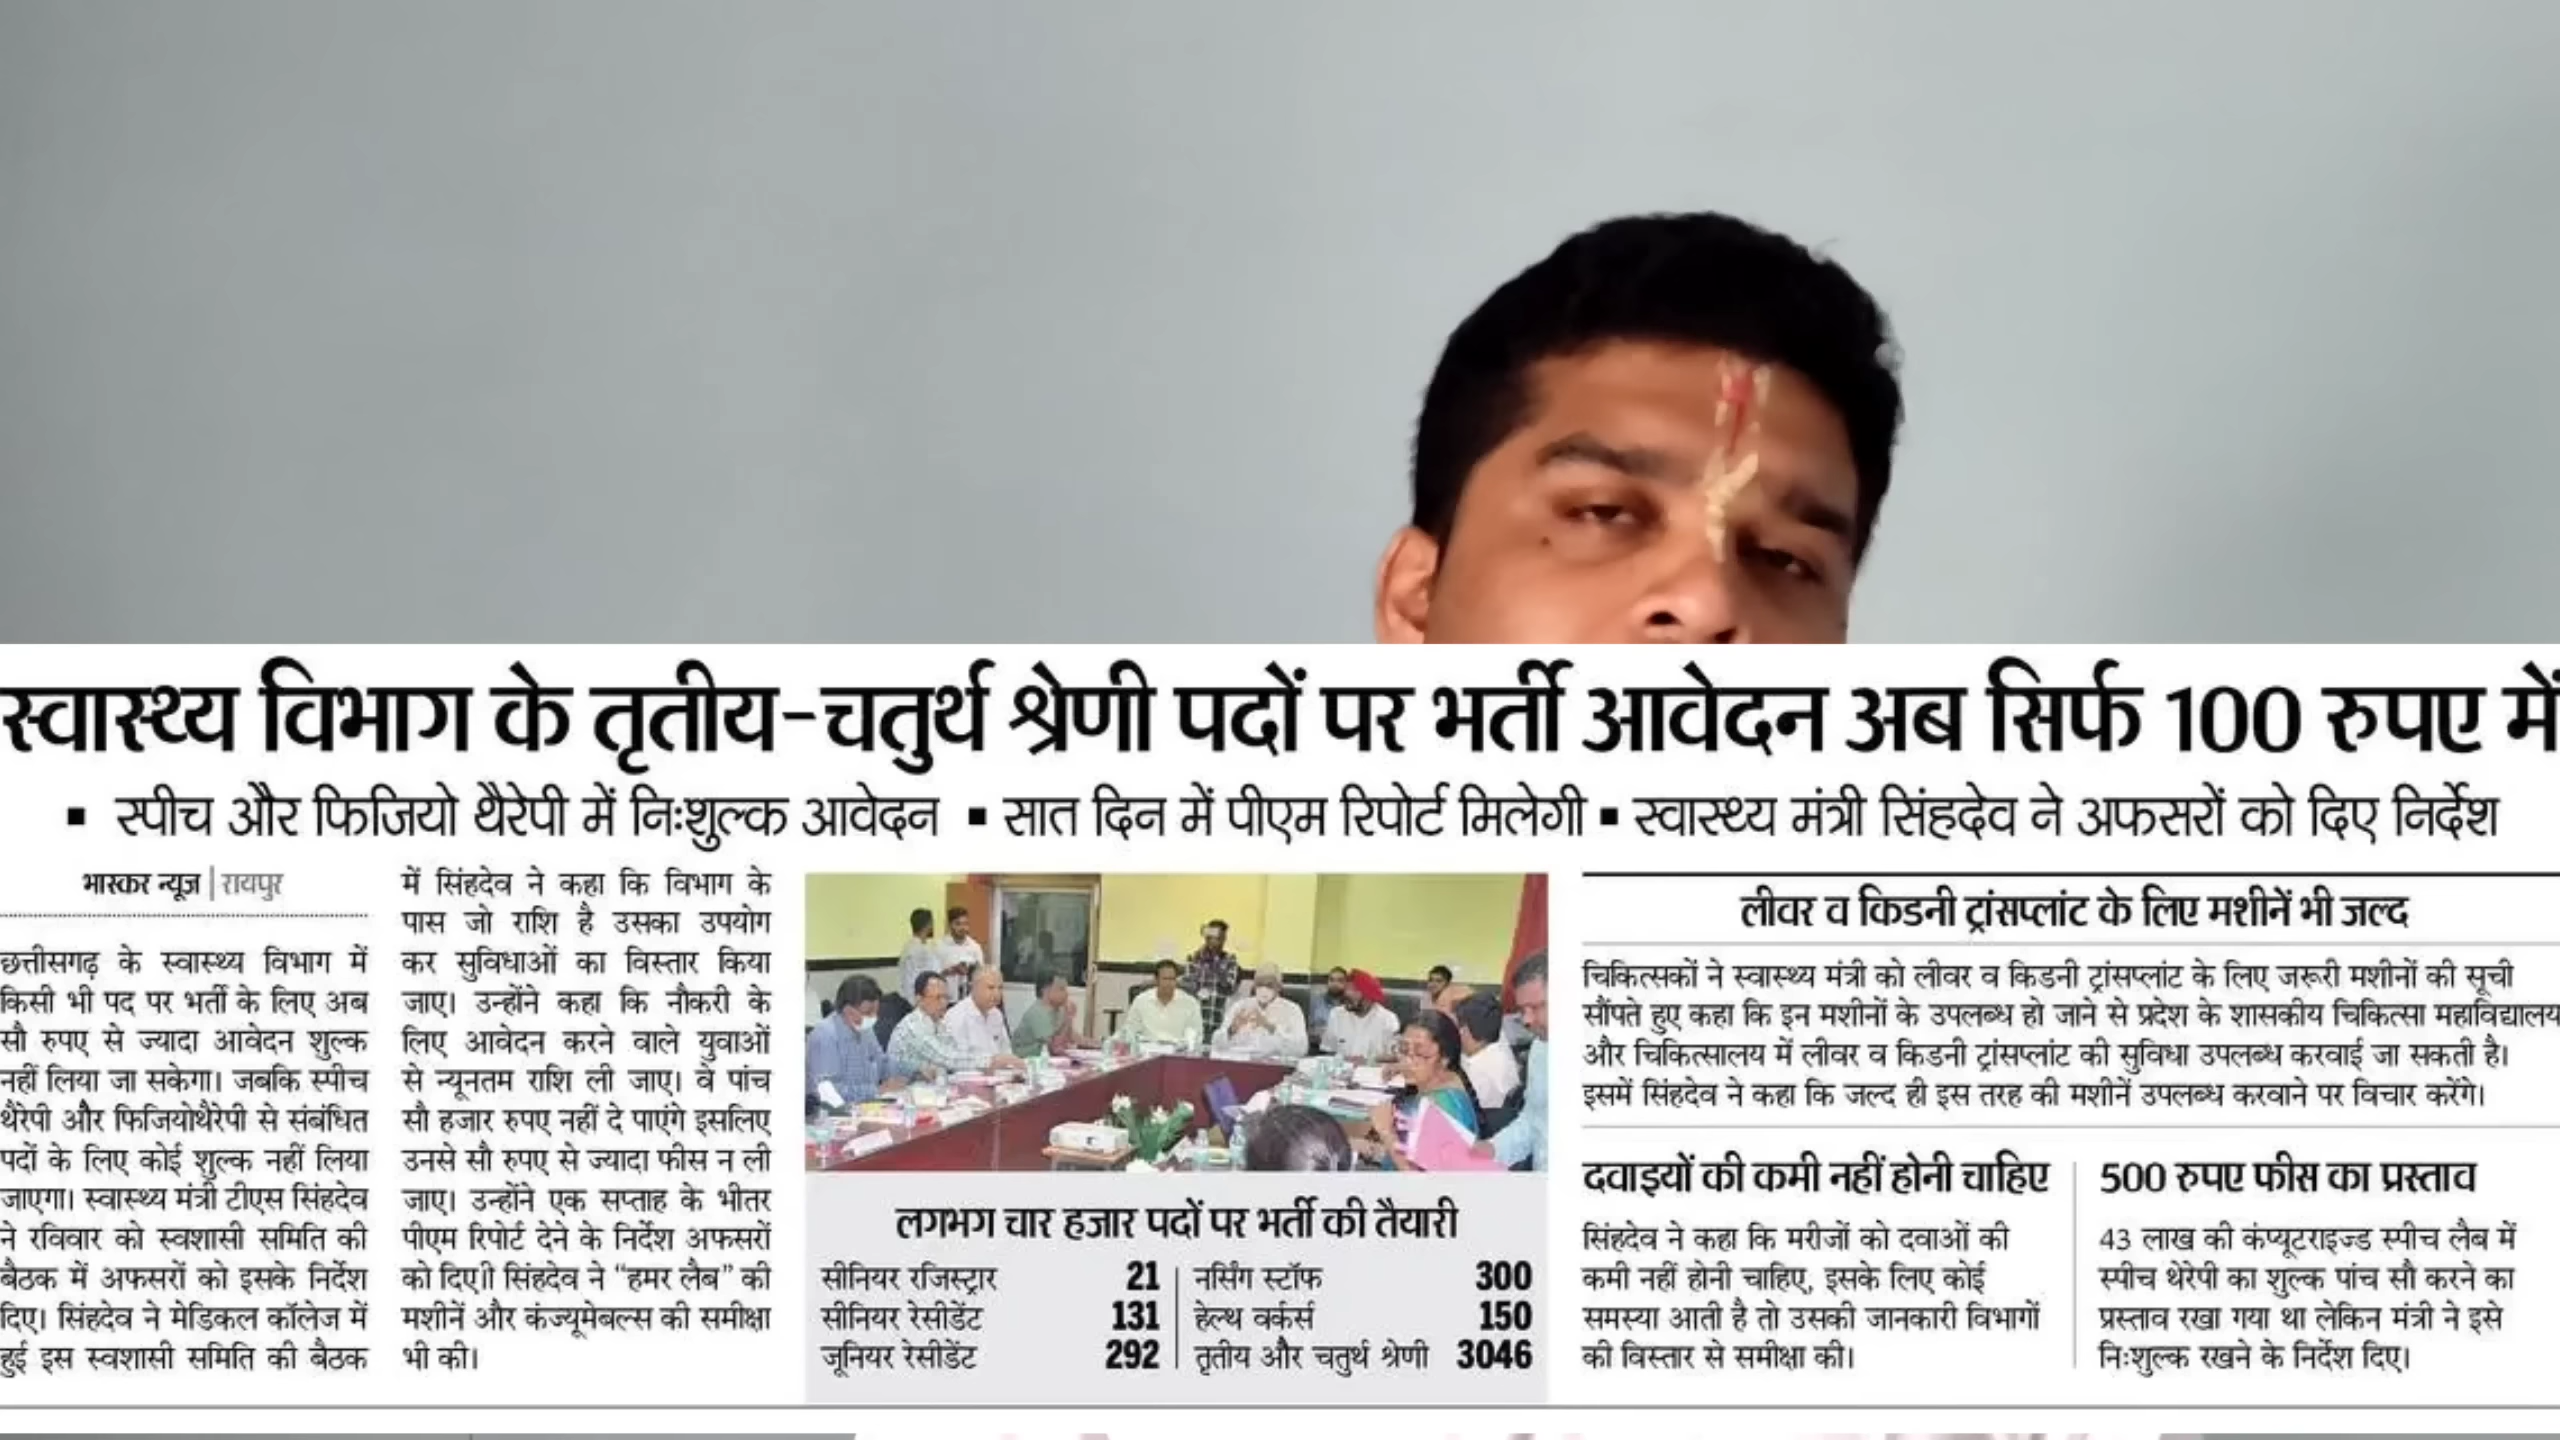 स्वास्थ्य विभाग के तृतीय-चतुर्थ श्रेणी पदों पर भर्ती आवेदन अब सिर्फ 100 रुपए में
▪ स्पीच और फिजियो थैरेपी में निःशुल्क आवेदन ▪ सात दिन में पीएम रिपोर्ट मिलेगी ▪ स्वास्थ्य मंत्री सिंहदेव ने अफसरों को दिए निर्देश
भास्कर न्यूज | रायपुर
छत्तीसगढ़ के स्वास्थ्य विभाग में
किसी भी पद पर भर्ती के लिए अब
सौ रुपए से ज्यादा आवेदन शुल्क
नहीं लिया जा सकेगा। जबकि स्पीच
थैरेपी और फिजियोथैरेपी से संबंधित
पदों के लिए कोई शुल्क नहीं लिया
जाएगा। स्वास्थ्य मंत्री टीएस सिंहदेव
ने रविवार को स्वशासी समिति की
बैठक में अफसरों को इसके निर्देश
दिए। सिंहदेव ने मेडिकल कॉलेज में
हुई इस स्वशासी समिति की बैठक
में सिंहदेव ने कहा कि विभाग के
पास जो राशि है उसका उपयोग
कर सुविधाओं का विस्तार किया
जाए। उन्होंने कहा कि नौकरी के
लिए आवेदन करने वाले युवाओं
से न्यूनतम राशि ली जाए। वे पांच
सौ हजार रुपए नहीं दे पाएंगे इसलिए
उनसे सौ रुपए से ज्यादा फीस न ली
जाए। उन्होंने एक सप्ताह के भीतर
पीएम रिपोर्ट देने के निर्देश अफसरों
को दिए।। सिंहदेव ने “हमर लैब” की
मशीनें और कंज्यूमेबल्स की समीक्षा
भी की।
लगभग चार हजार पदों पर भर्ती की तैयारी
सीनियर रजिस्ट्रार 21
सीनियर रेसीडेंट 131
जूनियर रेसीडेंट 292
नर्सिंग स्टॉफ 300
हेल्थ वर्कर्स 150
तृतीय और चतुर्थ श्रेणी 3046
लीवर व किडनी ट्रांसप्लांट के लिए मशीनें भी जल्द
चिकित्सकों ने स्वास्थ्य मंत्री को लीवर व किडनी ट्रांसप्लांट के लिए जरूरी मशीनों की सूची
सौंपते हुए कहा कि इन मशीनों के उपलब्ध हो जाने से प्रदेश के शासकीय चिकित्सा महाविद्यालय
और चिकित्सालय में लीवर व किडनी ट्रांसप्लांट की सुविधा उपलब्ध करवाई जा सकती है।
इसमें सिंहदेव ने कहा कि जल्द ही इस तरह की मशीनें उपलब्ध करवाने पर विचार करेंगे।
दवाइयों की कमी नहीं होनी चाहिए
सिंहदेव ने कहा कि मरीजों को दवाओं की
कमी नहीं होनी चाहिए, इसके लिए कोई
समस्या आती है तो उसकी जानकारी विभागों
की विस्तार से समीक्षा की।
500 रुपए फीस का प्रस्ताव
43 लाख की कंप्यूटराइज्ड स्पीच लैब में
स्पीच थेरेपी का शुल्क पांच सौ करने का
प्रस्ताव रखा गया था लेकिन मंत्री ने इसे
निःशुल्क रखने के निर्देश दिए।